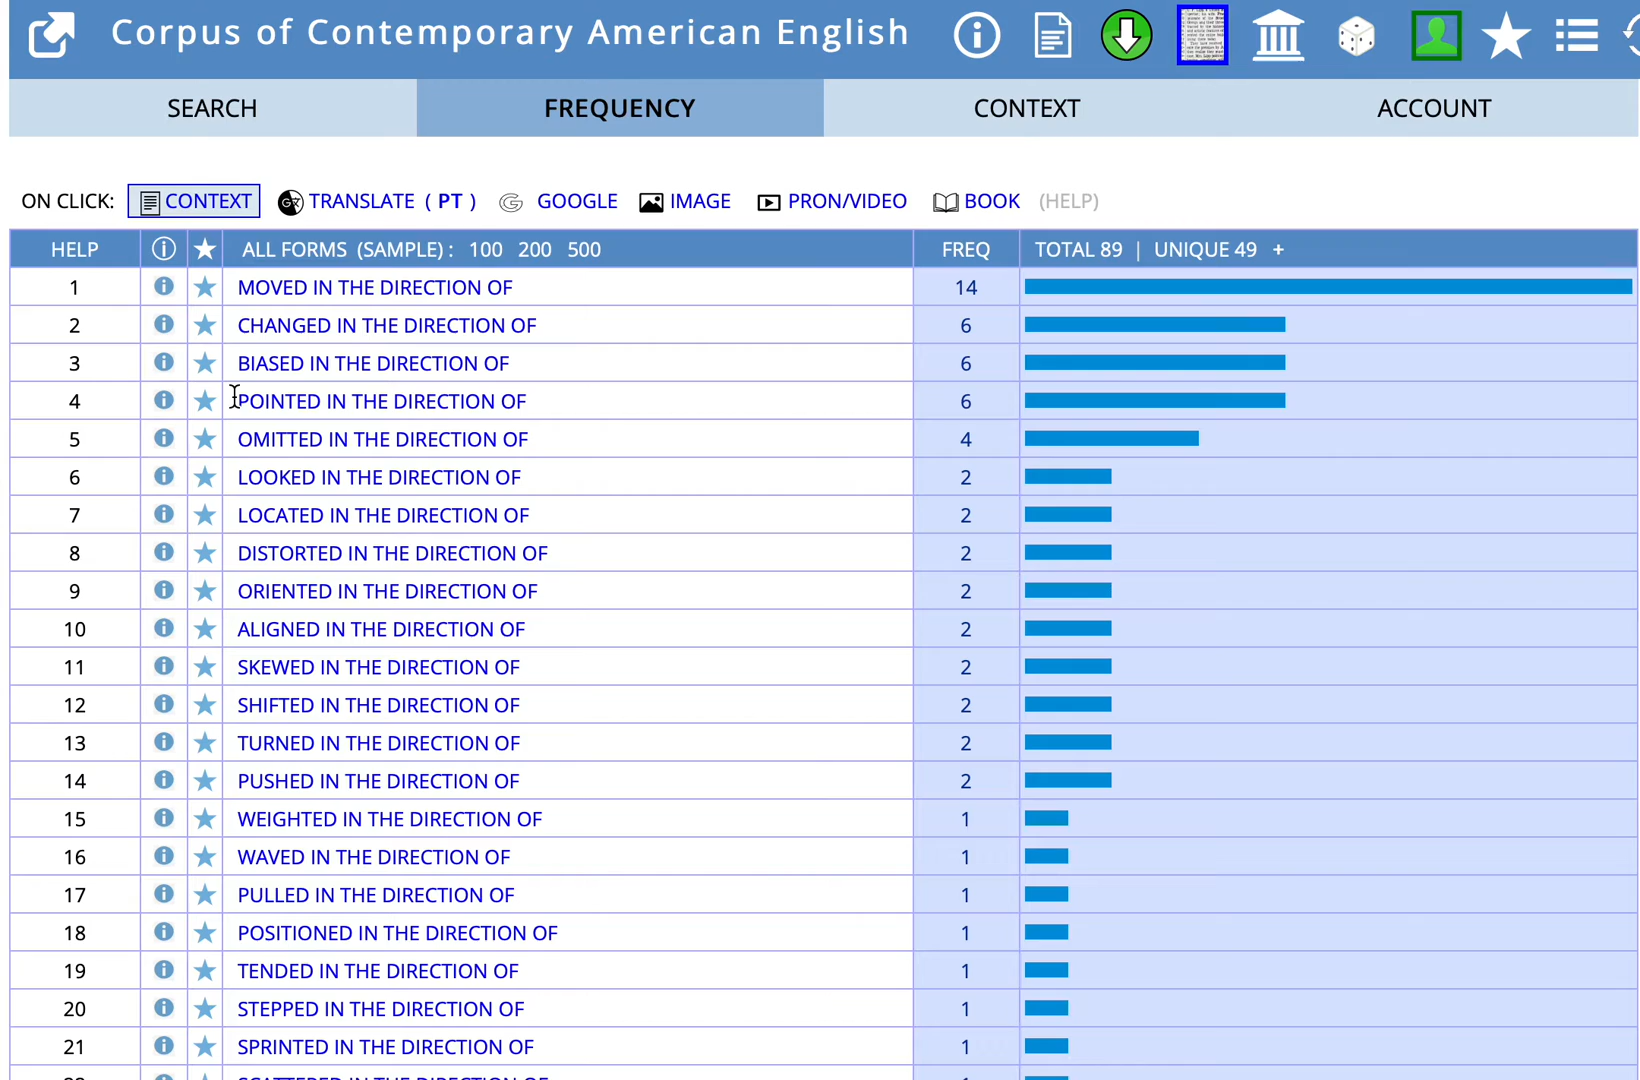 Corpus of Contemporary American English
SEARCH FREQUENCY CONTEXT ACCOUNT
ON CLICK: CONTEXT TRANSLATE ( PT ) GOOGLE IMAGE PRON/VIDEO BOOK (HELP)
HELP ALL FORMS (SAMPLE) : 100 200 500 FREQ TOTAL 89 | UNIQUE 49 +
1 MOVED IN THE DIRECTION OF 14
2 CHANGED IN THE DIRECTION OF 6
3 BIASED IN THE DIRECTION OF 6
4 POINTED IN THE DIRECTION OF 6
5 OMITTED IN THE DIRECTION OF 4
6 LOOKED IN THE DIRECTION OF 2
7 LOCATED IN THE DIRECTION OF 2
8 DISTORTED IN THE DIRECTION OF 2
9 ORIENTED IN THE DIRECTION OF 2
10 ALIGNED IN THE DIRECTION OF 2
11 SKEWED IN THE DIRECTION OF 2
12 SHIFTED IN THE DIRECTION OF 2
13 TURNED IN THE DIRECTION OF 2
14 PUSHED IN THE DIRECTION OF 2
15 WEIGHTED IN THE DIRECTION OF 1
16 WAVED IN THE DIRECTION OF 1
17 PULLED IN THE DIRECTION OF 1
18 POSITIONED IN THE DIRECTION OF 1
19 TENDED IN THE DIRECTION OF 1
20 STEPPED IN THE DIRECTION OF 1
21 SPRINTED IN THE DIRECTION OF 1